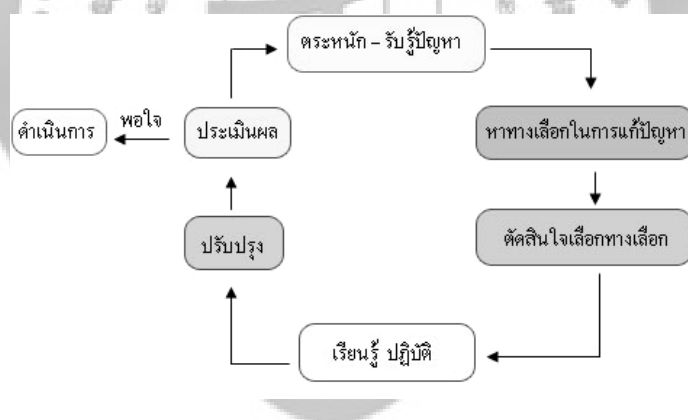 ตระหนัก – รับรู้ปัญหา
หาทางเลือกในการแก้ปัญหา
ตัดสินใจเลือกทางเลือก
เรียนรู้ ปฏิบัติ
ปรับปรุง
ประเมินผล
พอใจ
ดำเนินการ